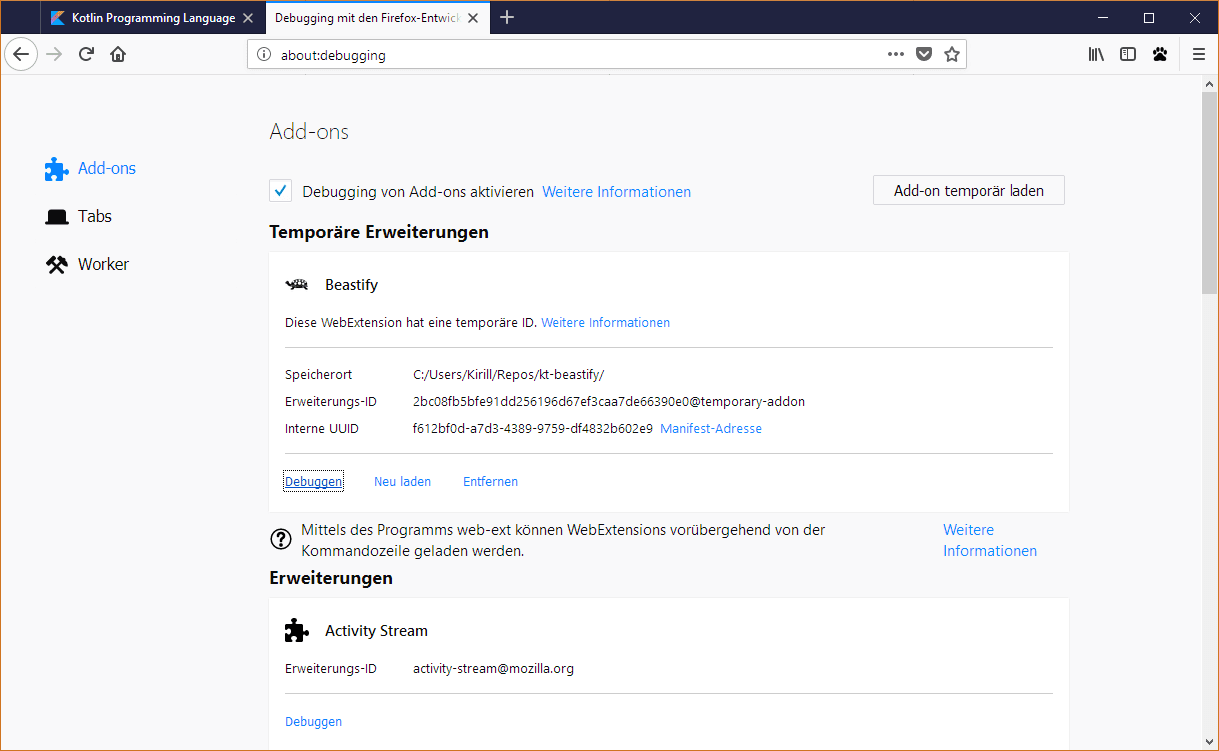 Kotlin Programming Language
Debugging mit den Firefox-Entwick
about:debugging
Add-ons
Tabs
Worker
Add-ons
Debugging von Add-ons aktivieren Weitere Informationen
Add-on temporär laden
Temporäre Erweiterungen
Beastify
Diese WebExtension hat eine temporäre ID. Weitere Informationen
Speicherort C:/Users/Kirill/Repos/kt-beastify/
Erweiterungs-ID 2bc08fb5bfe91dd256196d67ef3caa7de66390e0@temporary-addon
Interne UUID f612bf0d-a7d3-4389-9759-df4832b602e9 Manifest-Adresse
Debuggen Neu laden Entfernen
Mittels des Programms web-ext können WebExtensions vorübergehend von der
Kommandozeile geladen werden.
Weitere
Informationen
Erweiterungen
Activity Stream
Erweiterungs-ID activity-stream@mozilla.org
Debuggen